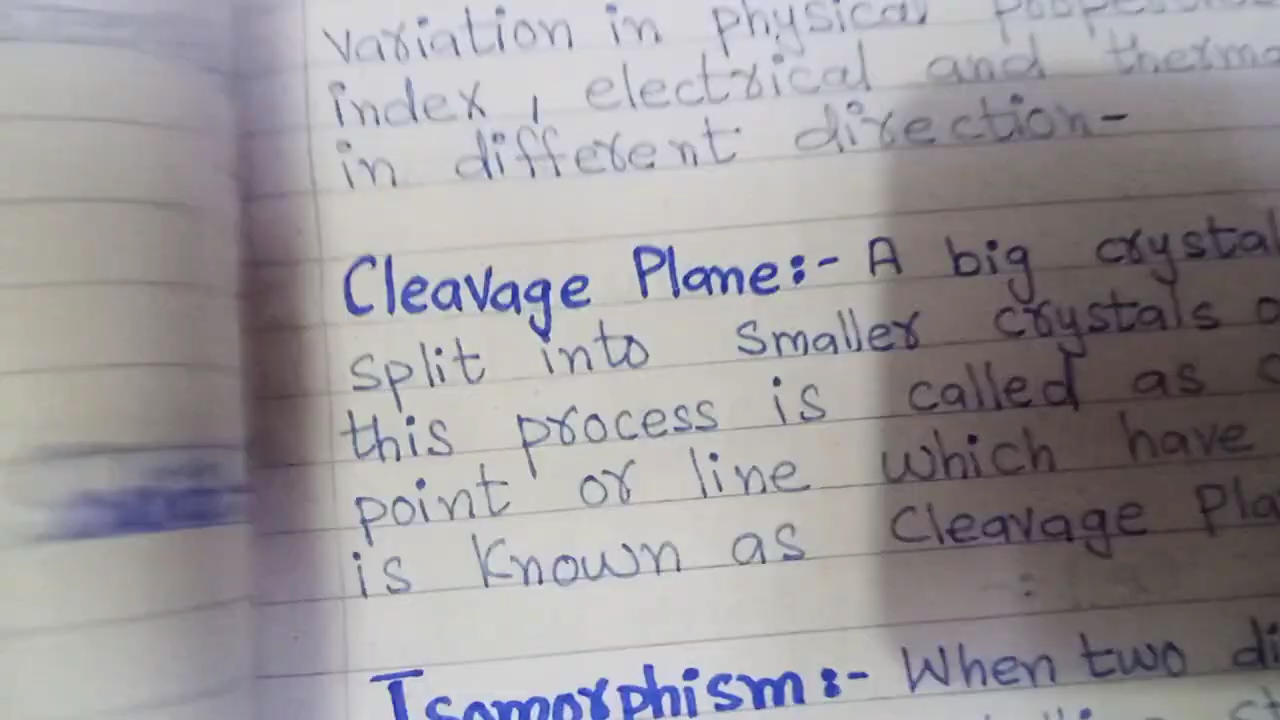 variation in physical
index, electrical and
in different direction-
Cleavage Plane:- A big crystal
split into smaller crystals
this process is called as
point or line which have
is known as Cleavage
Isomorphism:- When two